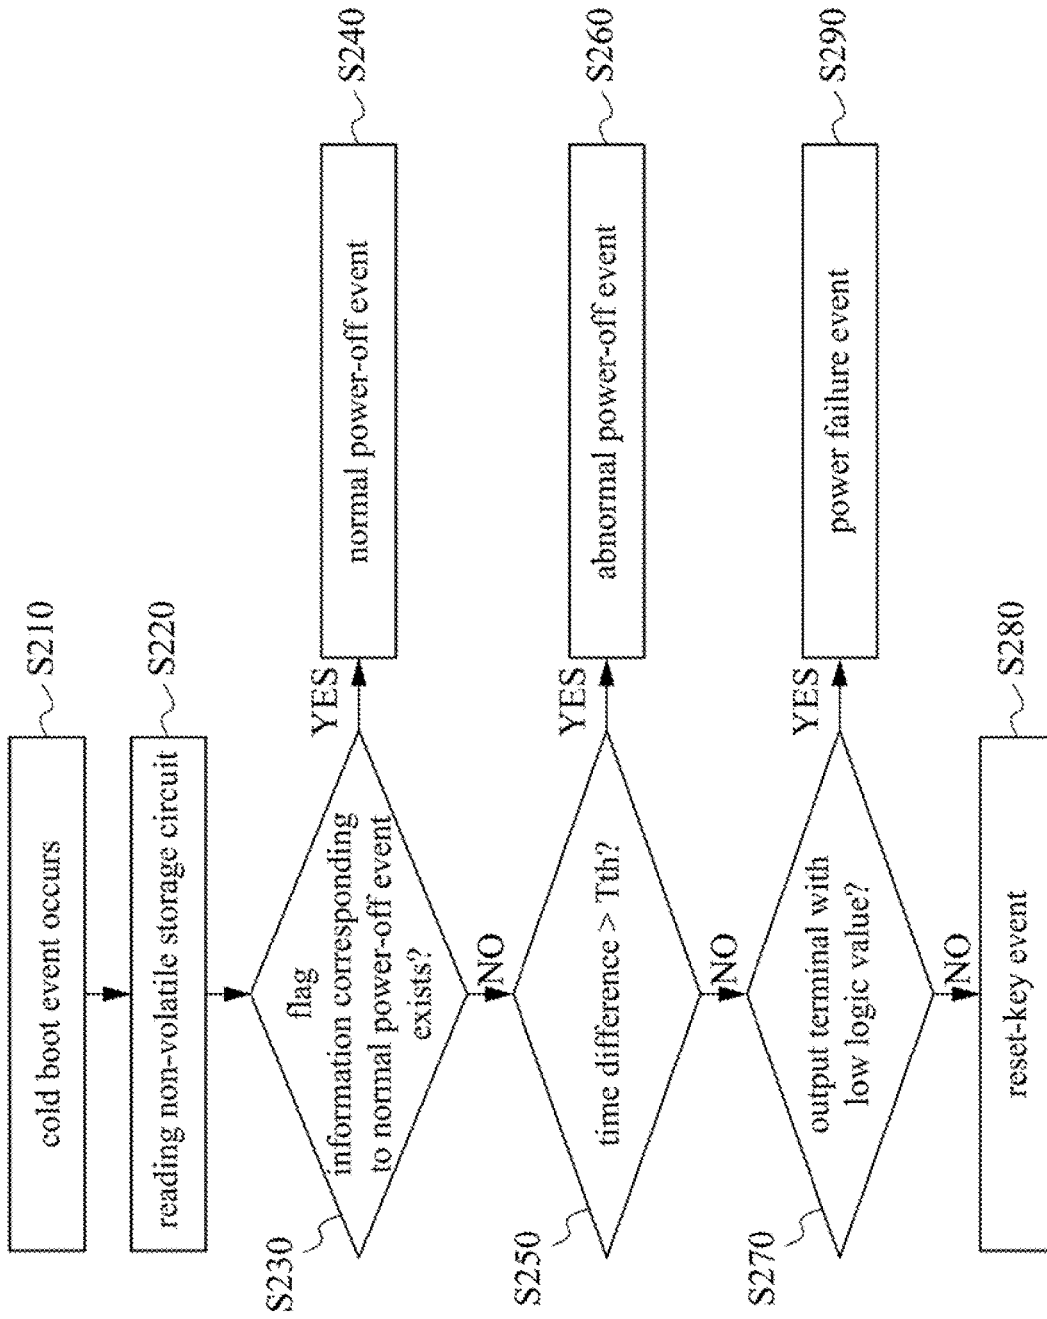 cold boot event occurs
S210
reading non-volatile storage circuit
S220
S230
flag
information corresponding
to normal power-off event
exists?
YES
normal power-off event
S240
NO
S250
time difference > Tth?
YES
abnormal power-off event
S260
NO
S270
output terminal with
low logic value?
YES
power failure event
S290
NO
reset-key event
S280